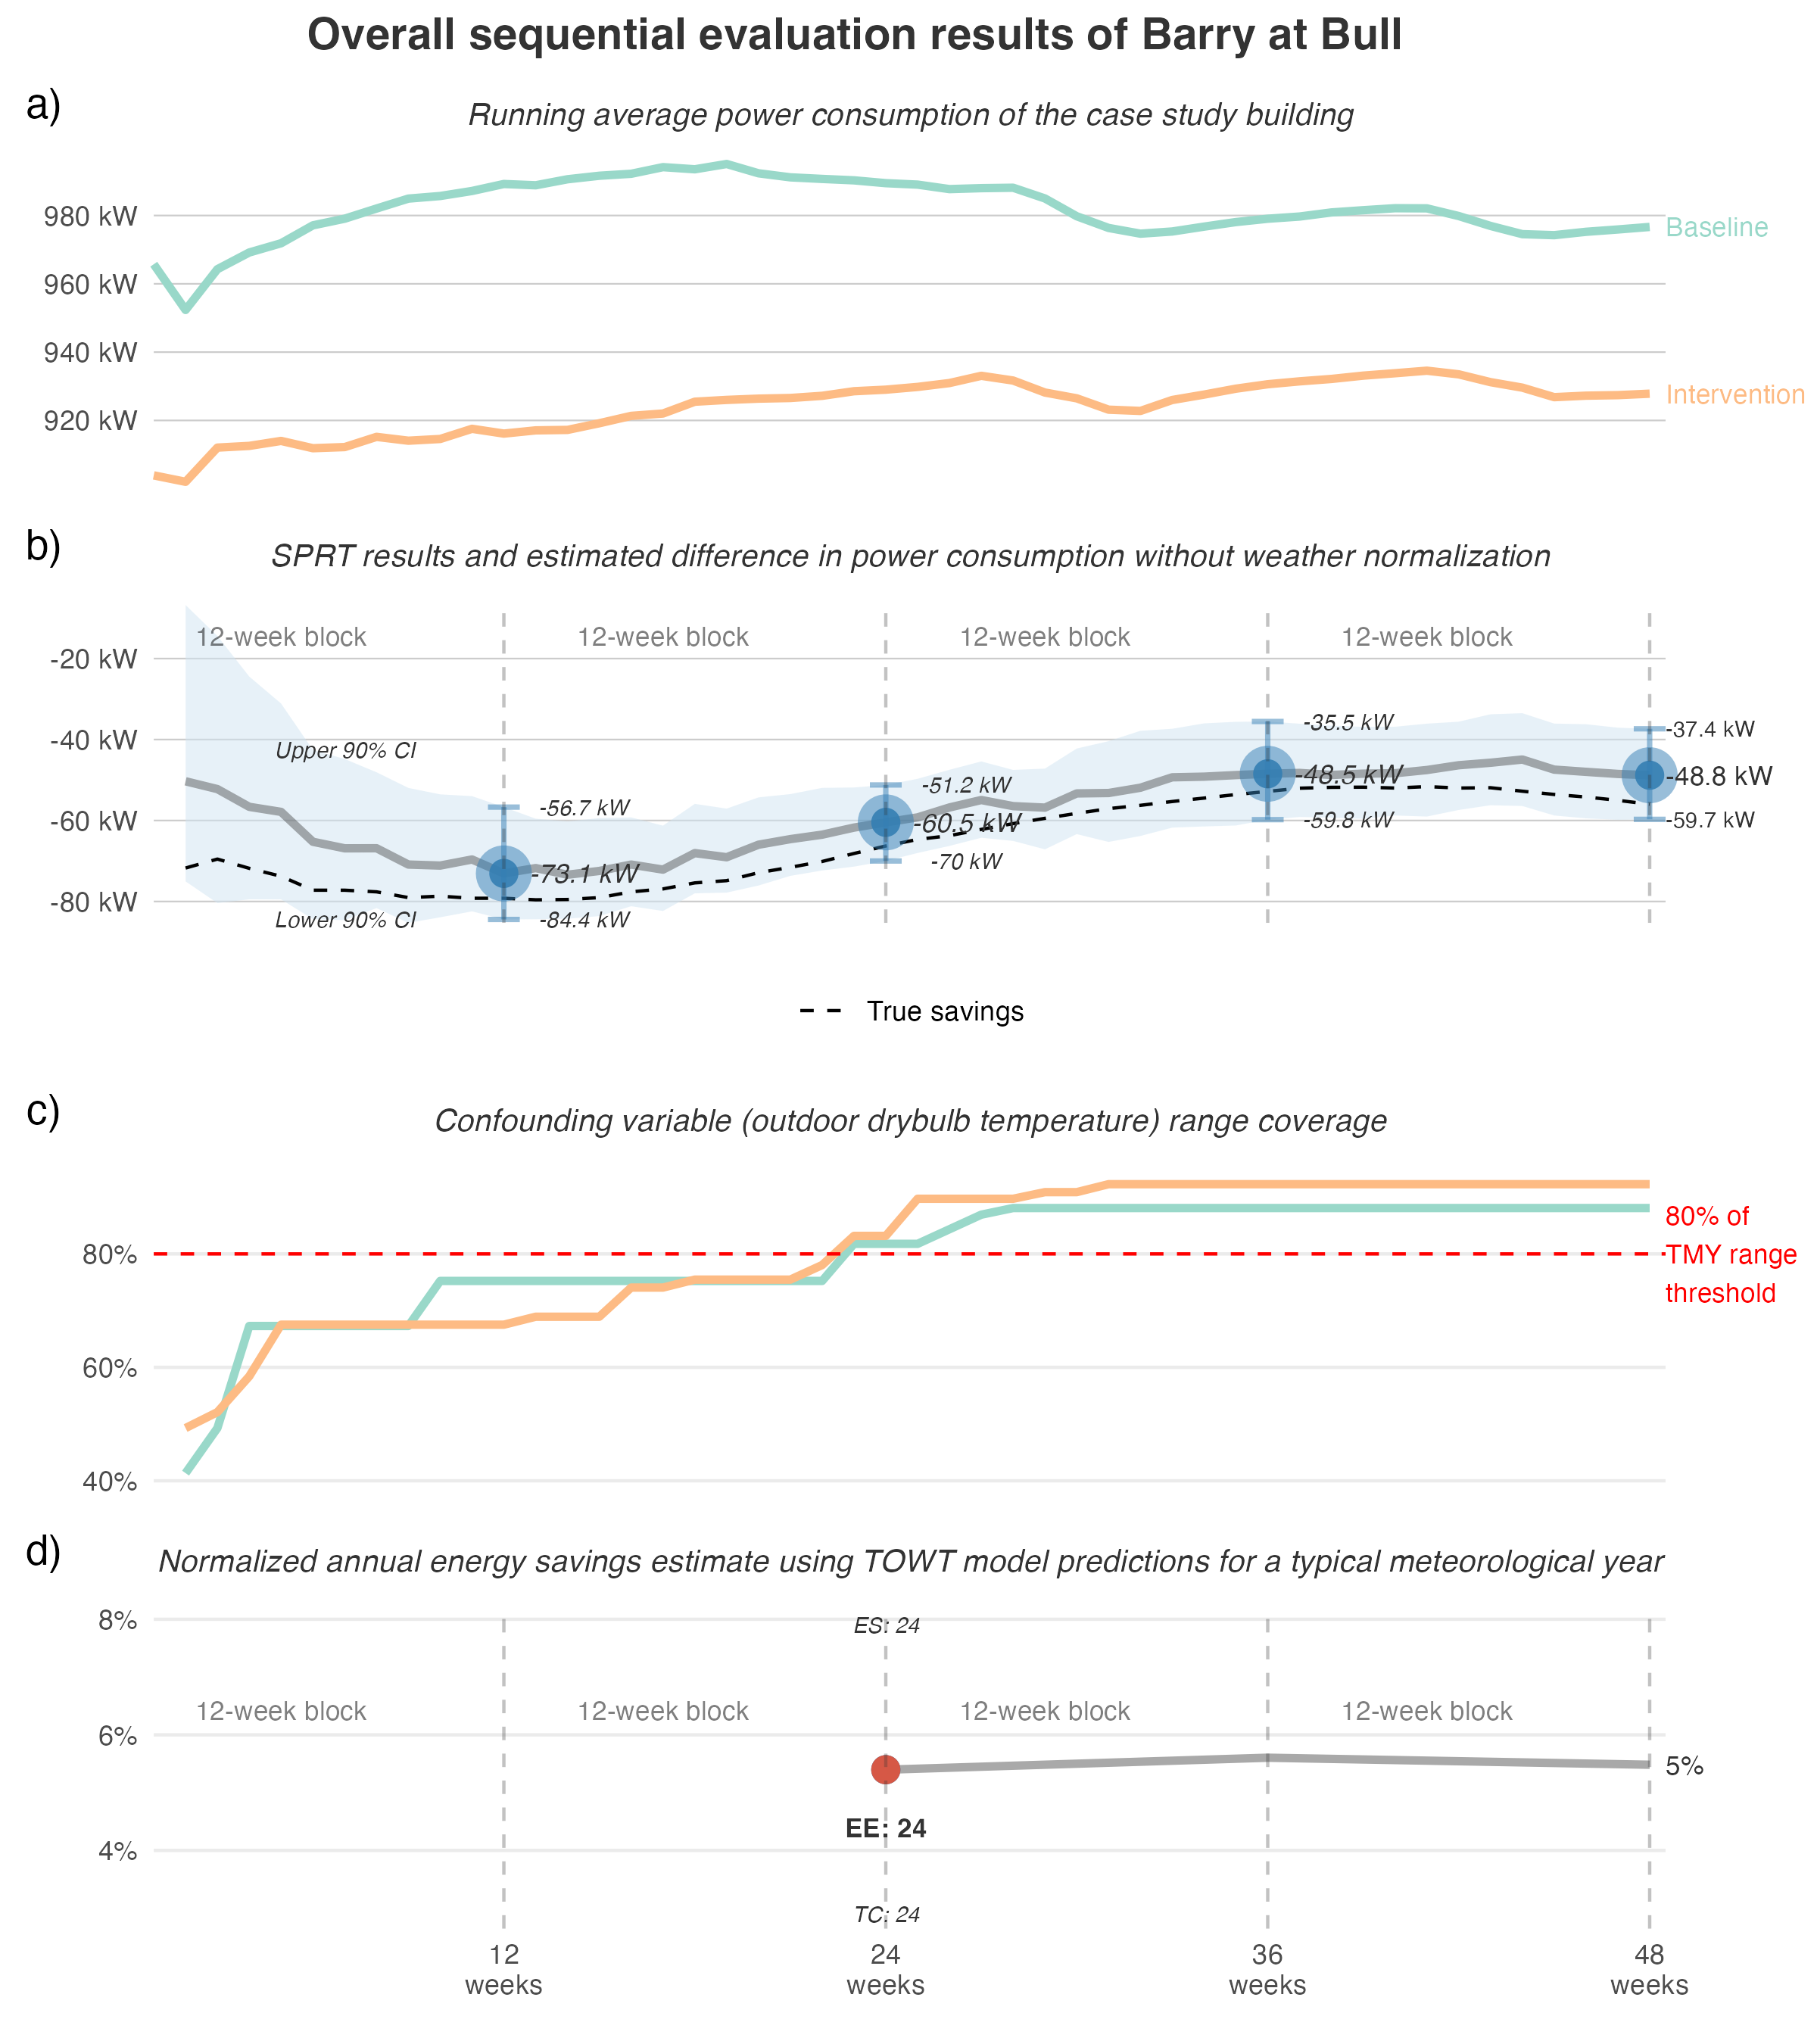 Overall sequential evaluation results of Barry at Bull
a)
Running average power consumption of the case study building
980 kW
960 kW
940 kW
920 kW
Baseline
Intervention
b)
SPRT results and estimated difference in power consumption without weather normalization
12-week block
12-week block
12-week block
12-week block
-20 kW
-40 kW
-60 kW
-80 kW
Upper 90% CI
Lower 90% CI
-56.7 kW
-73.1 kW
-84.4 kW
-51.2 kW
-60.5 kW
-70 kW
-35.5 kW
-48.5 kW
-59.8 kW
-37.4 kW
-48.8 kW
-59.7 kW
True savings
c)
Confounding variable (outdoor drybulb temperature) range coverage
80%
60%
40%
80% of
TMY range
threshold
d)
Normalized annual energy savings estimate using TOWT model predictions for a typical meteorological year
8%
6%
4%
ES: 24
12-week block
12-week block
12-week block
12-week block
5%
EE: 24
TC: 24
12
weeks
24
weeks
36
weeks
48
weeks